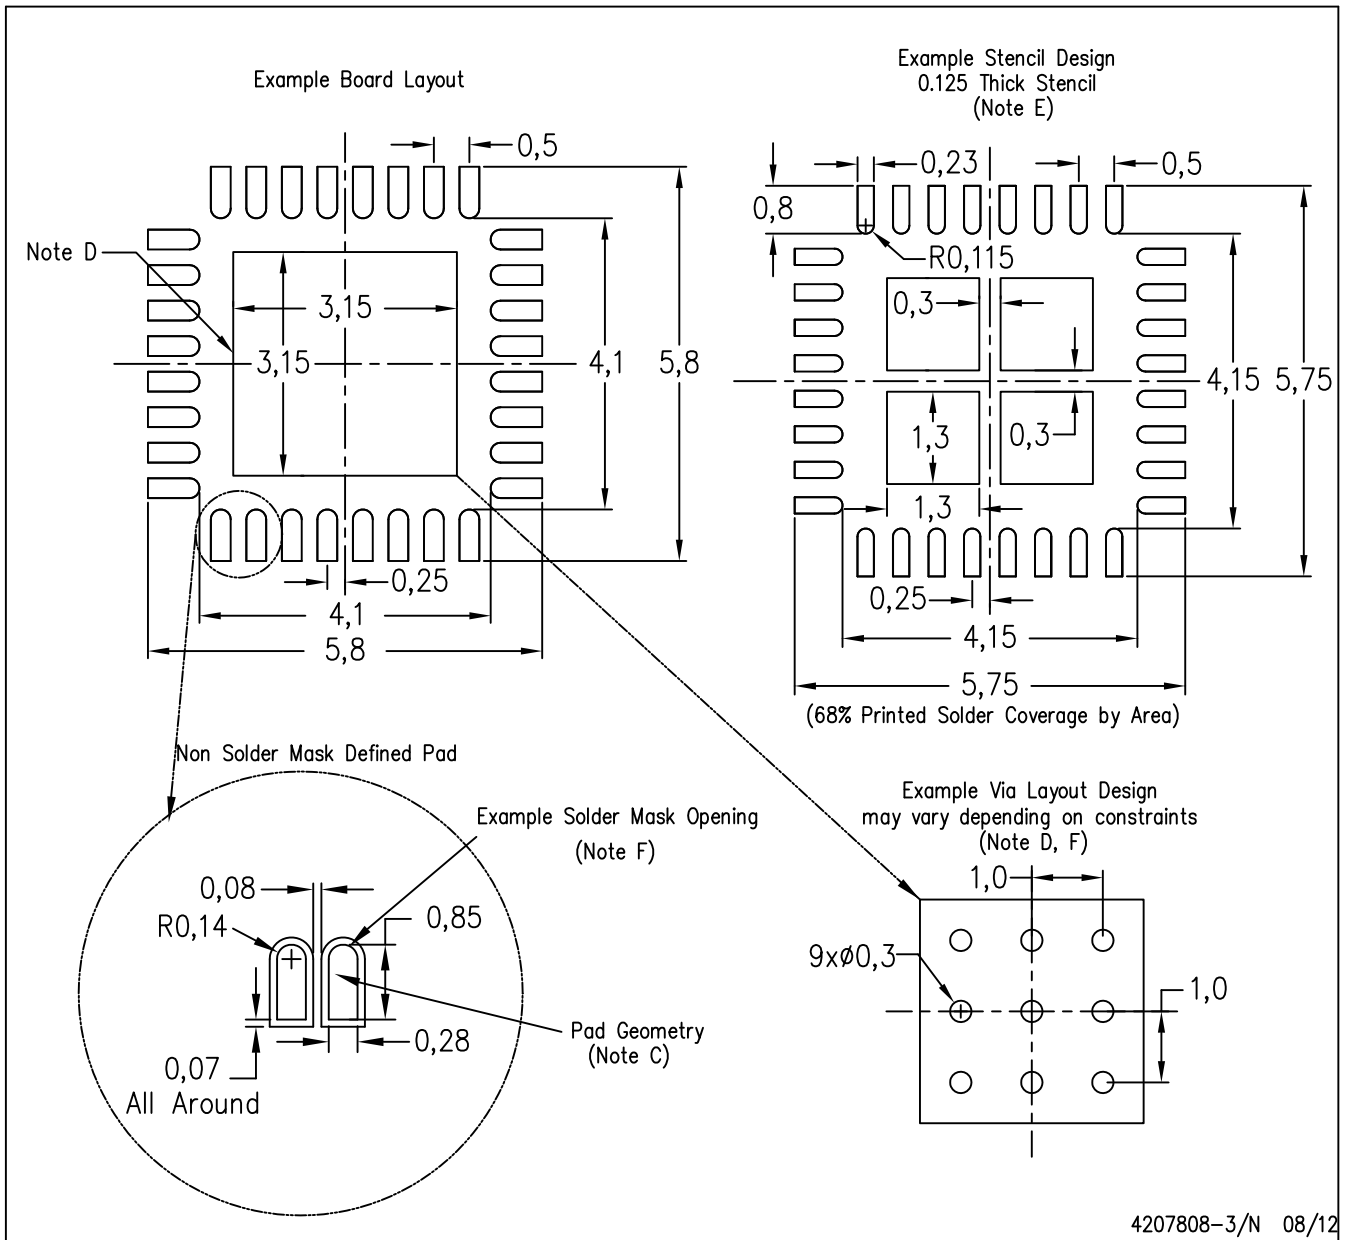 Example Board Layout
0,5
Note D
3,15
3,15
4,1
5,8
0,25
4,1
5,8
Example Stencil Design
0.125 Thick Stencil
(Note E)
0,23
0,5
0,8
R0,115
0,3
4,15
5,75
1,3
0,3
1,3
0,25
4,15
5,75
(68% Printed Solder Coverage by Area)
Non Solder Mask Defined Pad
Example Solder Mask Opening
(Note F)
0,08
R0,14
0,85
0,28
Pad Geometry
(Note C)
0,07
All Around
Example Via Layout Design
may vary depending on constraints
(Note D, F)
1,0
9xø0,3
1,0
4207808-3/N 08/12